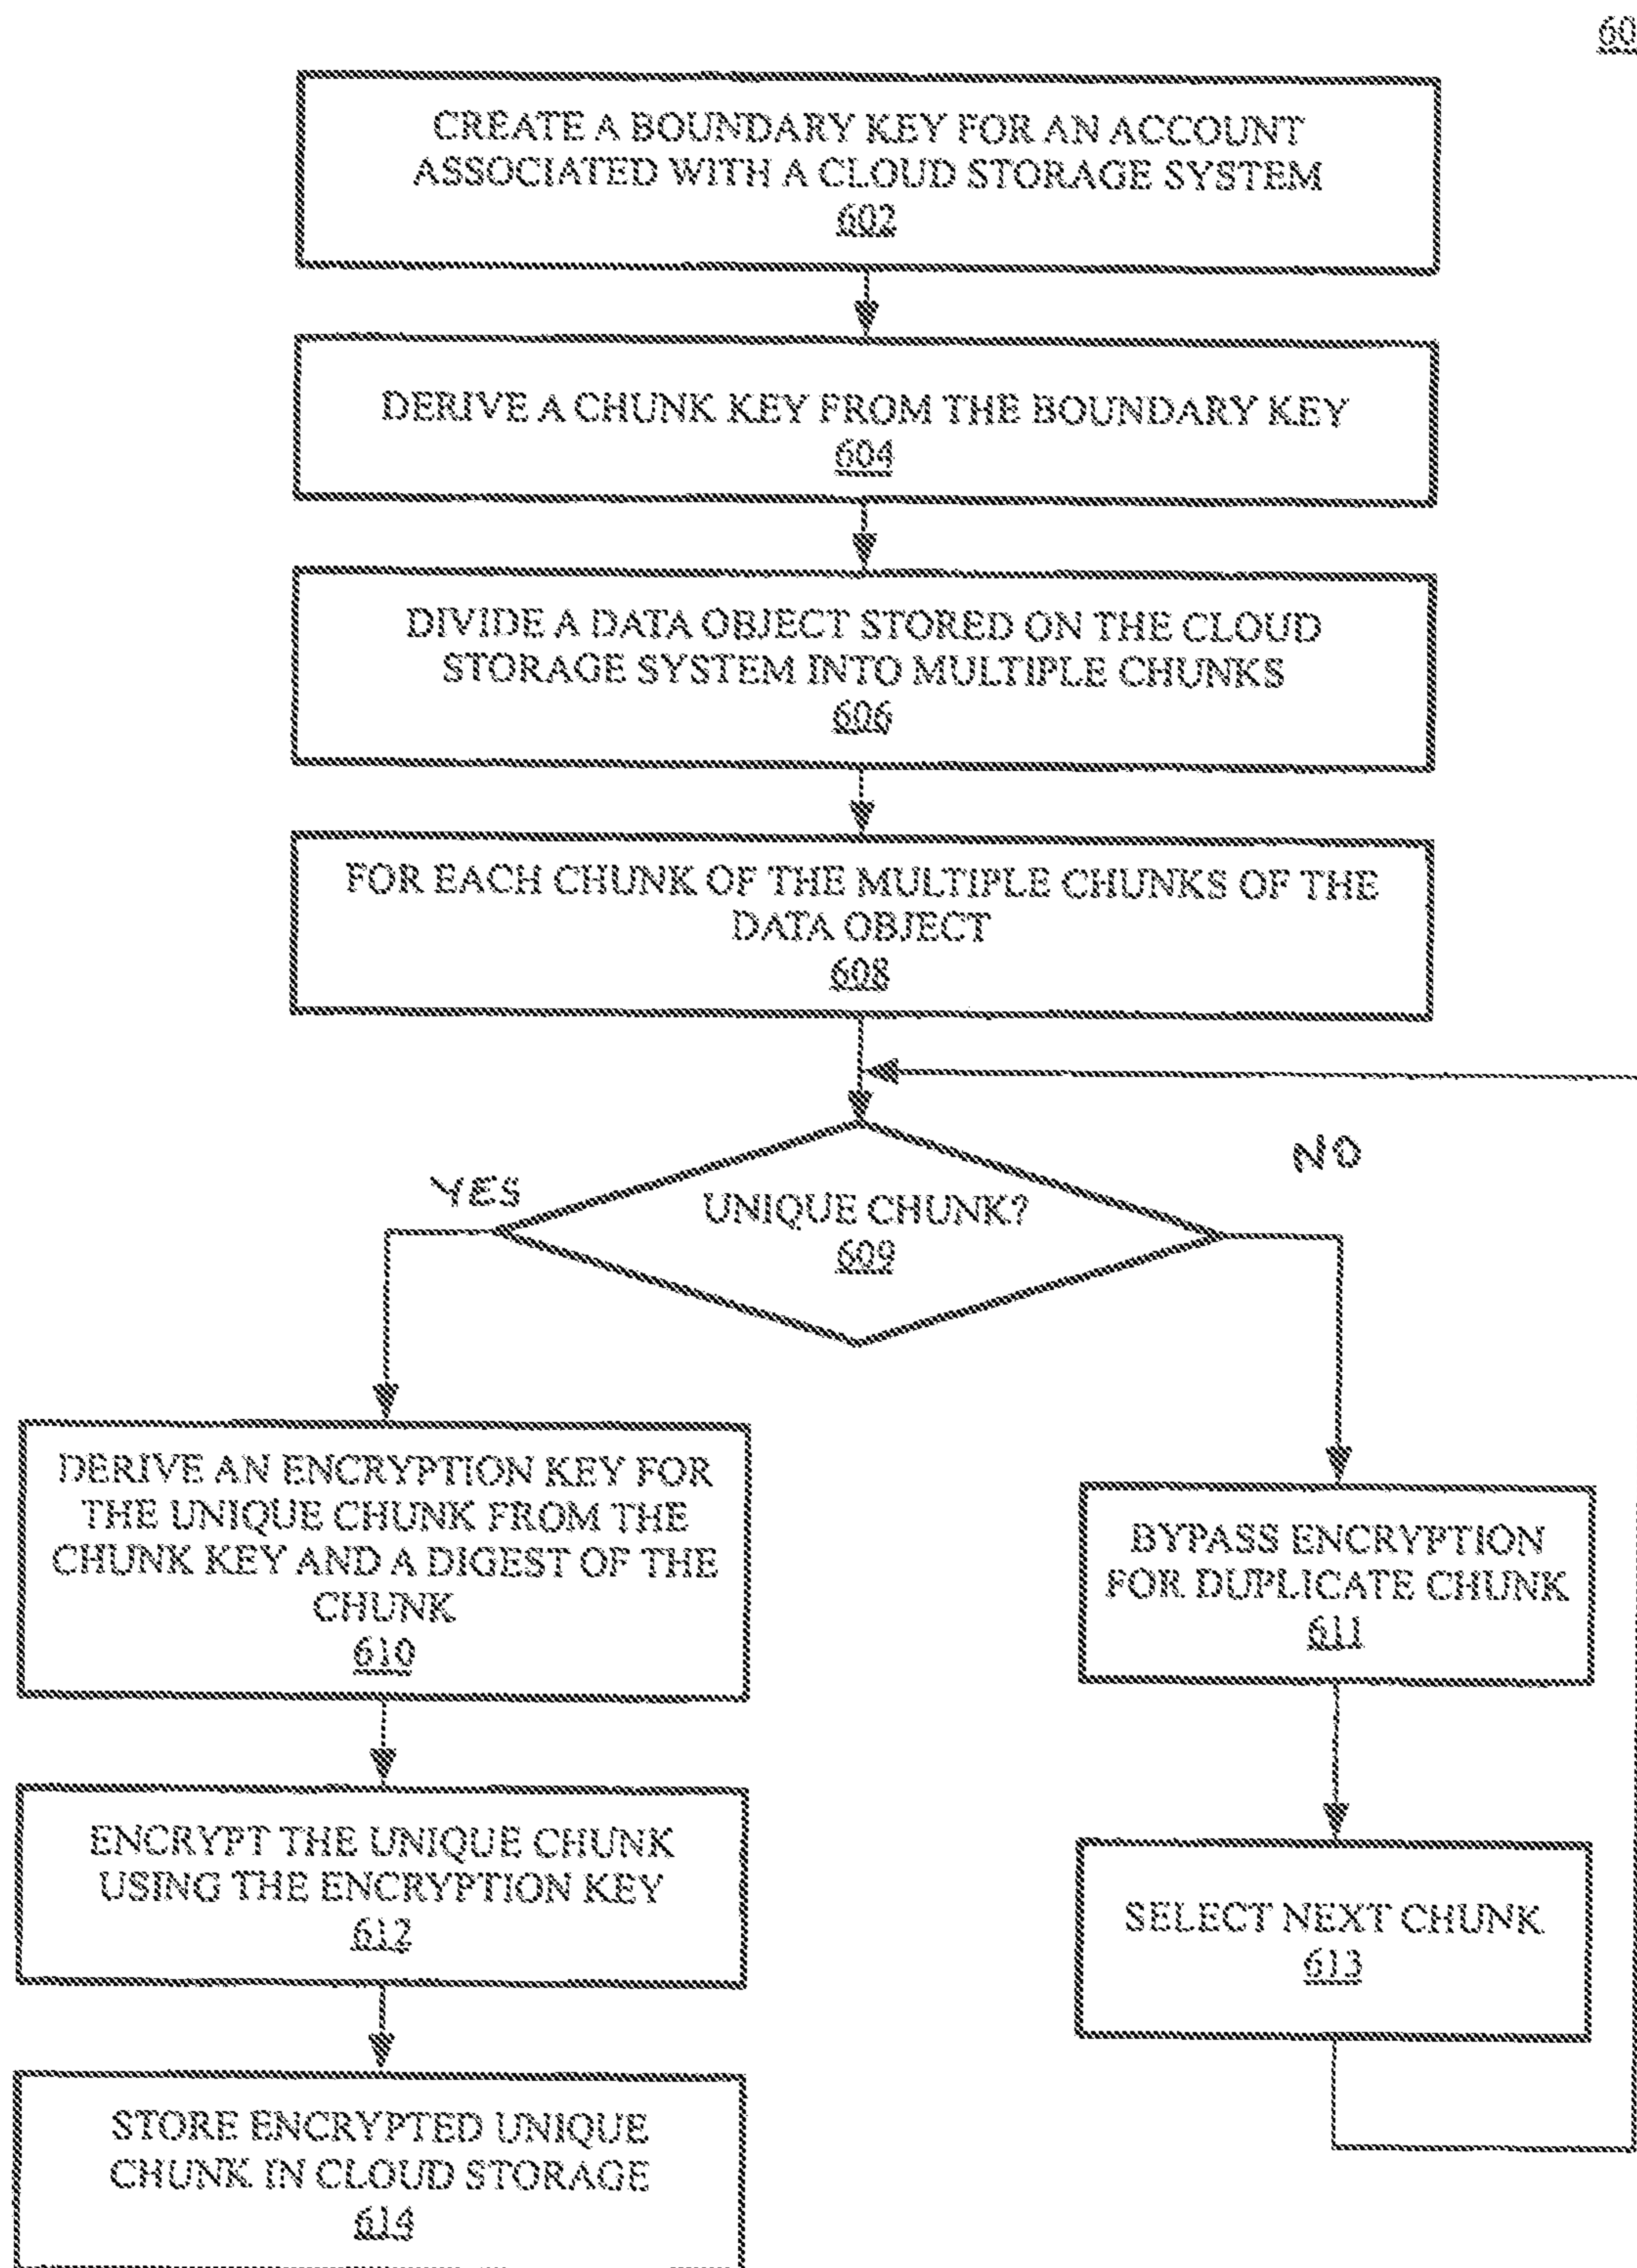 60
CREATE A BOUNDARY KEY FOR AN ACCOUNT
ASSOCIATED WITH A CLOUD STORAGE SYSTEM
602
DERIVE A CHUNK KEY FROM THE BOUNDARY KEY
604
DIVIDE A DATA OBJECT STORED ON THE CLOUD
STORAGE SYSTEM INTO MULTIPLE CHUNKS
606
FOR EACH CHUNK OF THE MULTIPLE CHUNKS OF THE
DATA OBJECT
608
YES
NO
UNIQUE CHUNK?
609
DERIVE AN ENCRYPTION KEY FOR
THE UNIQUE CHUNK FROM THE
CHUNK KEY AND A DIGEST OF THE
CHUNK
610
BYPASS ENCRYPTION
FOR DUPLICATE CHUNK
611
ENCRYPT THE UNIQUE CHUNK
USING THE ENCRYPTION KEY
612
SELECT NEXT CHUNK
613
STORE ENCRYPTED UNIQUE
CHUNK IN CLOUD STORAGE
614